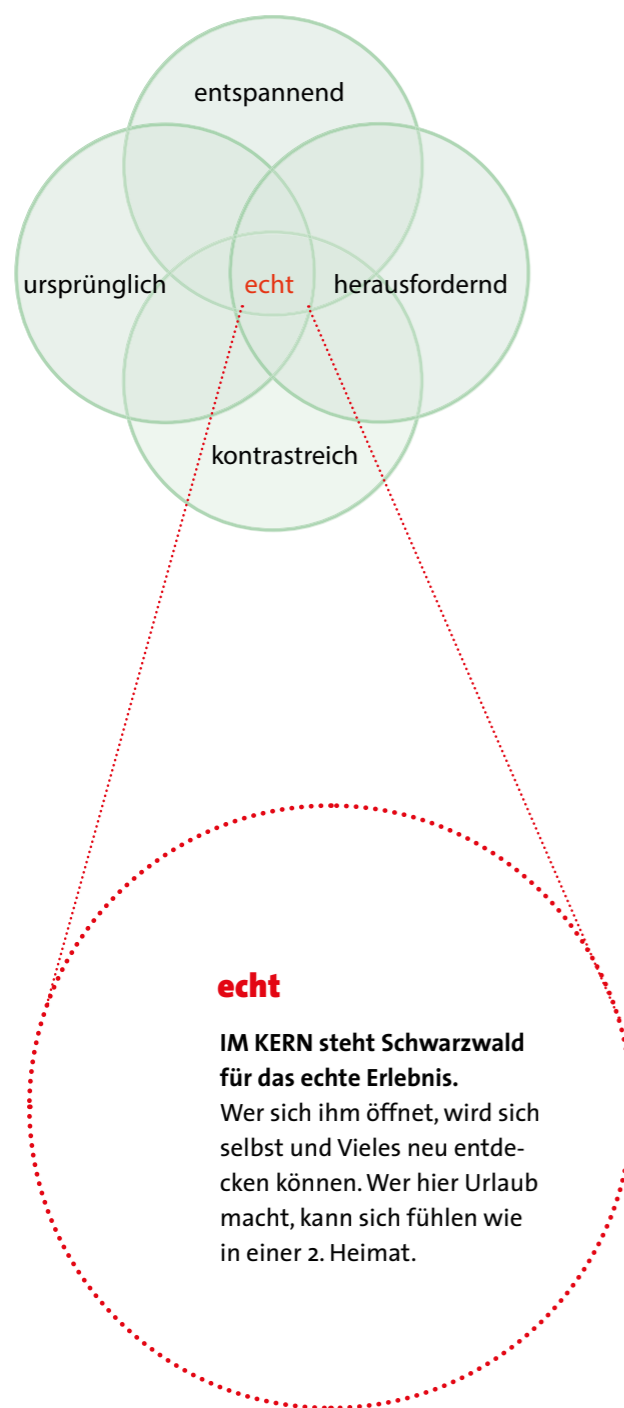 entspannend
ursprünglich echt herausfordernd
kontrastreich
echt
IM KERN steht Schwarzwald
für das echte Erlebnis.
Wer sich ihm öffnet, wird sich
selbst und Vieles neu entde-
cken können. Wer hier Urlaub
macht, kann sich fühlen wie
in einer 2. Heimat.